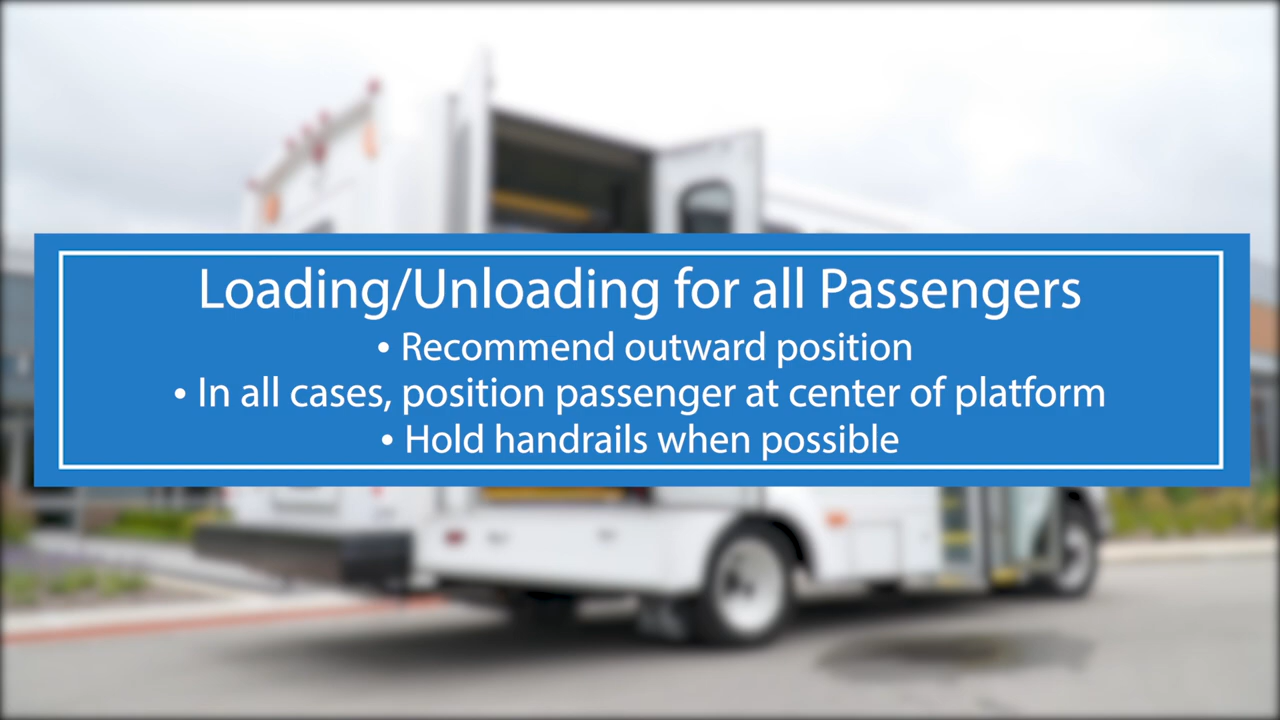 Loading/Unloading for all Passengers
• Recommend outward position
• In all cases, position passenger at center of platform
• Hold handrails when possible